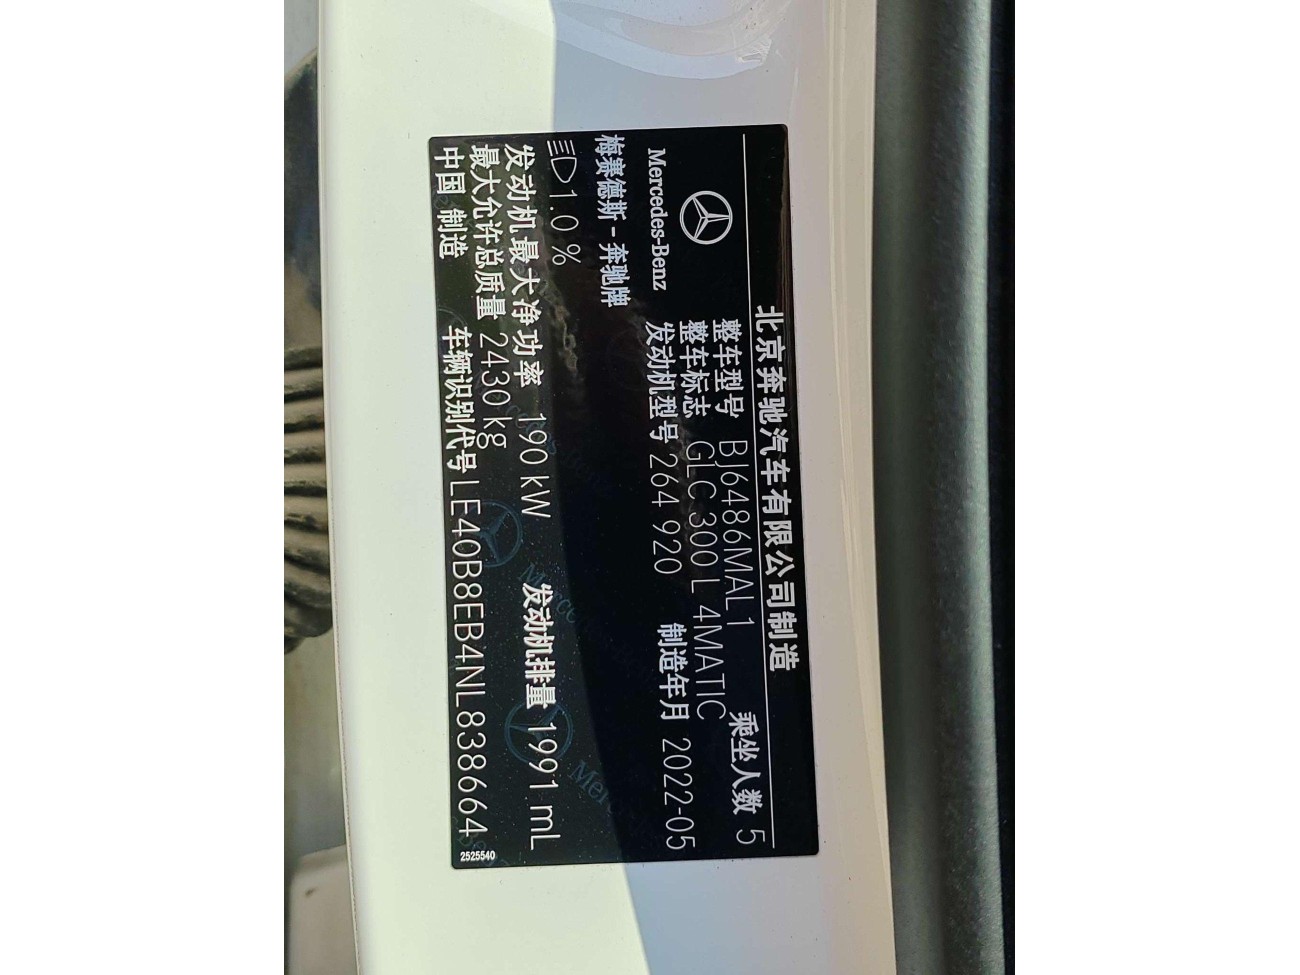 北京奔驰汽车有限公司制造
Mercedes-Benz
梅赛德斯-奔驰牌
整车型号 BJ6486MAL1 乘坐人数 5
整车标志 GLC 300 L 4MATIC
发动机型号 264 920 制造年月 2022-05
1.0 %
发动机最大净功率 190 kW 发动机排量 1991 mL
最大允许总质量 2430 kg
中国 制造 车辆识别代号 LE40B8EB4NL838664
2525540